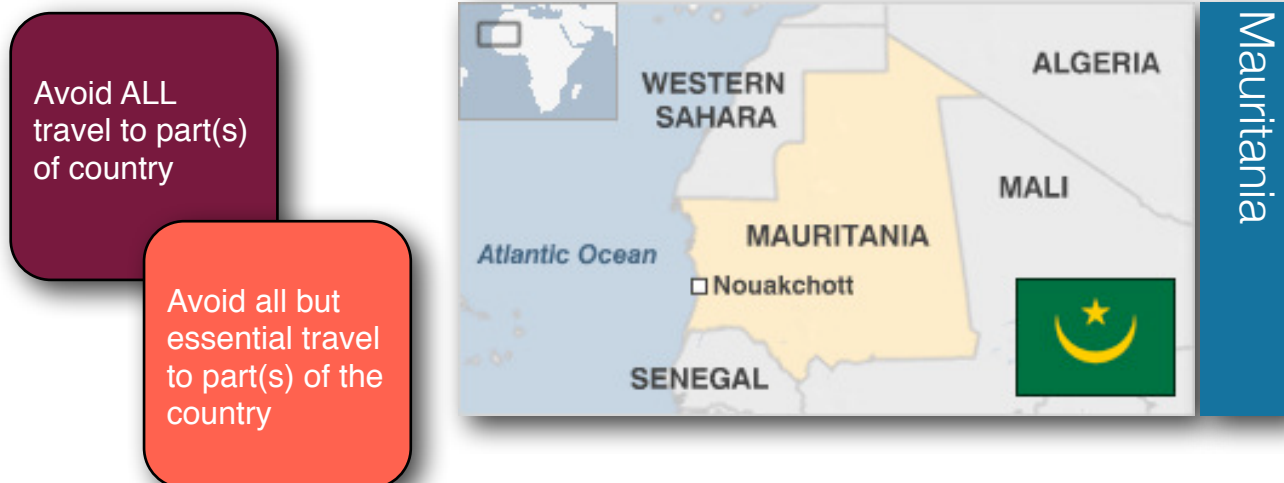 Avoid ALL
travel to part(s)
of country
Avoid all but
essential travel
to part(s) of the
country
WESTERN
SAHARA
ALGERIA
MALI
MAURITANIA
Atlantic Ocean
Nouakchott
SENEGAL
Mauritania